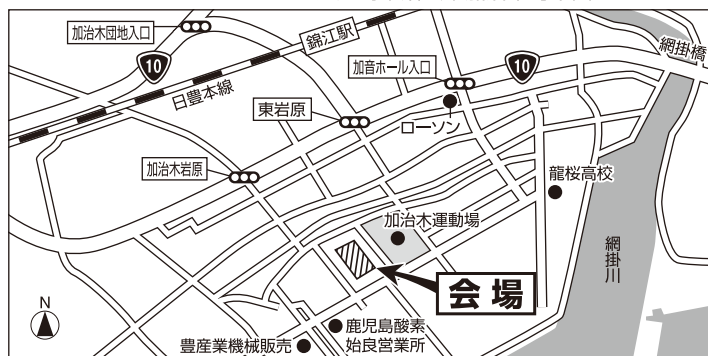 加治木団地入口
錦江駅
10
日豊本線
加音ホール入口
10
網掛橋
東岩原
ローソン
加治木岩原
龍桜高校
加治木運動場
網掛川
会場
N
鹿児島酸素
姶良営業所
豊産業機械販売